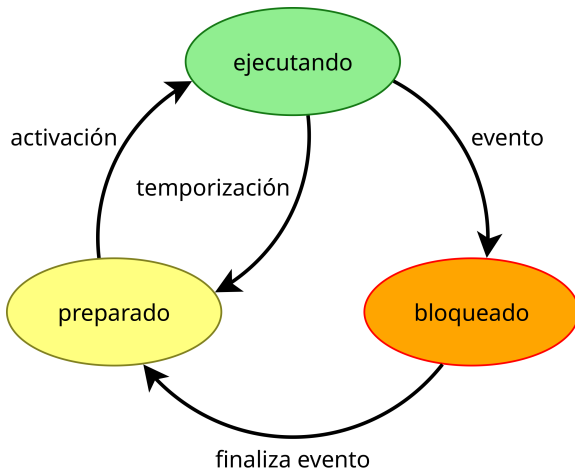 ejecutando
activación
evento
temporización
preparado
bloqueado
finaliza evento